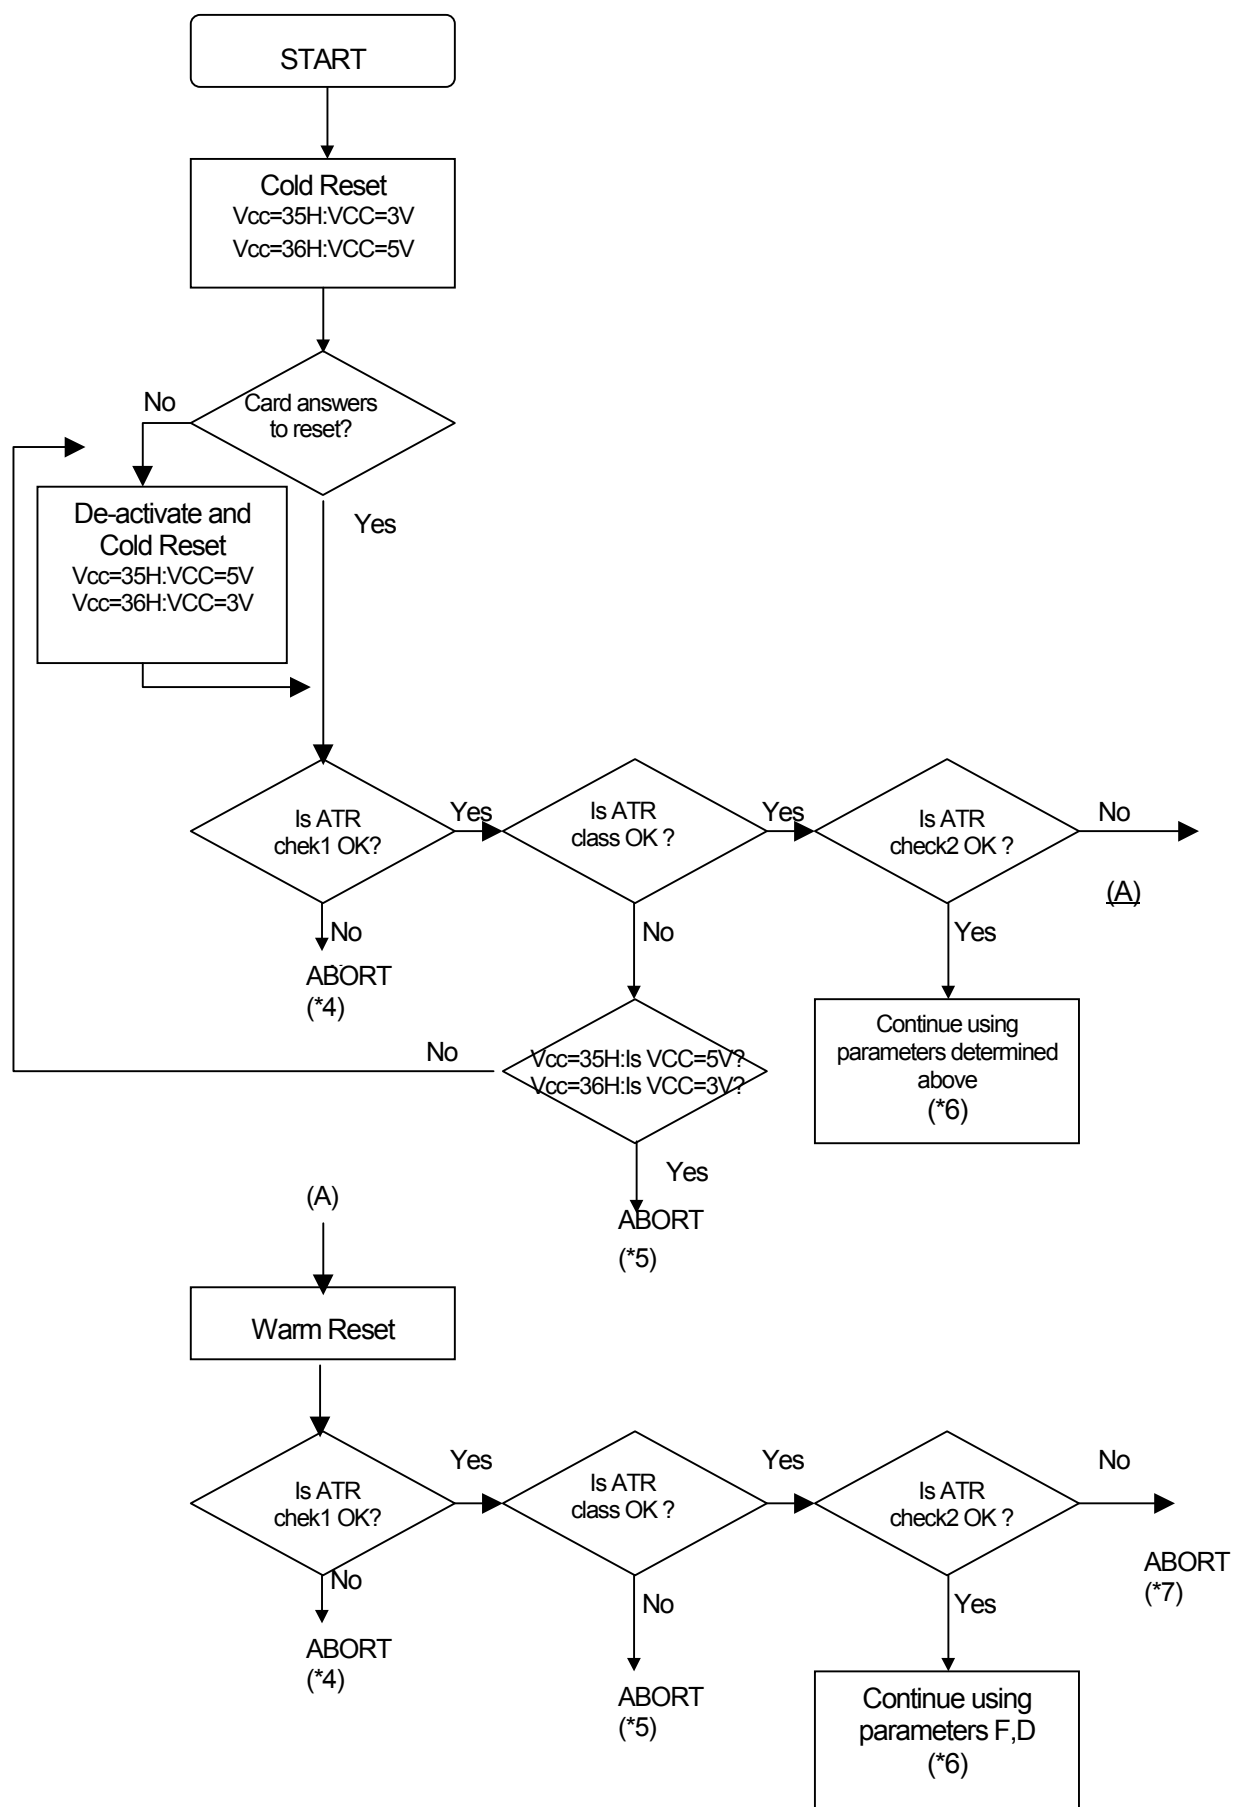 START
Cold Reset
Vcc=35H:VCC=3V
Vcc=36H:VCC=5V
Card answers
to reset?
No
Yes
De-activate and
Cold Reset
Vcc=35H:VCC=5V
Vcc=36H:VCC=3V
Is ATR
chek1 OK?
Yes
Is ATR
class OK ?
Yes
Is ATR
check2 OK ?
No
(A)
No
ABORT
(*4)
No
Yes
Vcc=35H:Is VCC=5V?
Vcc=36H:Is VCC=3V?
No
Continue using
parameters determined
above
(*6)
Yes
ABORT
(*5)
(A)
Warm Reset
Is ATR
chek1 OK?
Yes
Is ATR
class OK ?
Yes
Is ATR
check2 OK ?
No
ABORT
(*7)
No
ABORT
(*4)
No
ABORT
(*5)
Yes
Continue using
parameters F,D
(*6)